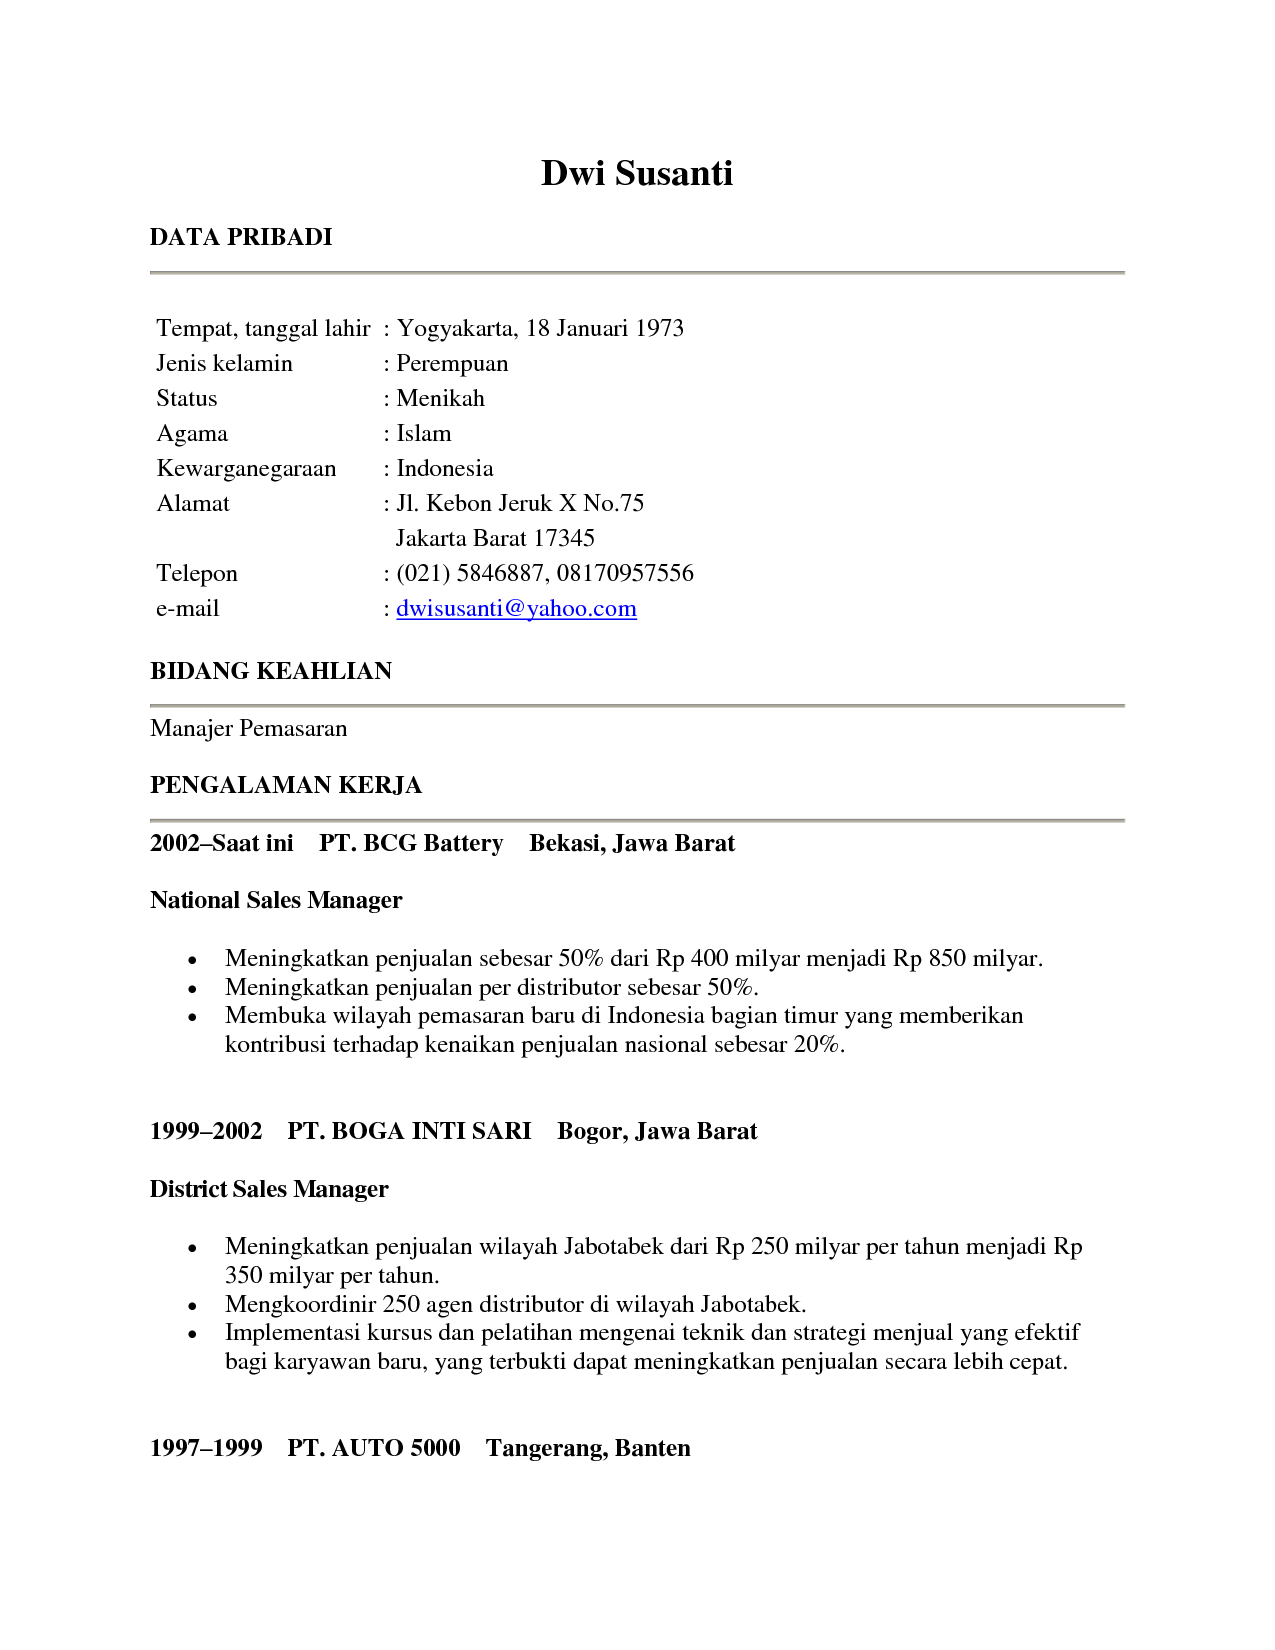 Dwi Susanti
DATA PRIBADI
Tempat, tanggal lahir : Yogyakarta, 18 Januari 1973
Jenis kelamin : Perempuan
Status : Menikah
Agama : Islam
Kewarganegaraan : Indonesia
Alamat : Jl. Kebon Jeruk X No.75
Jakarta Barat 17345
Telepon : (021) 5846887, 08170957556
e-mail : dwisusanti@yahoo.com
BIDANG KEAHLIAN
Manajer Pemasaran
PENGALAMAN KERJA
2002–Saat ini PT. BCG Battery Bekasi, Jawa Barat
National Sales Manager
• Meningkatkan penjualan sebesar 50% dari Rp 400 milyar menjadi Rp 850 milyar.
• Meningkatkan penjualan per distributor sebesar 50%.
• Membuka wilayah pemasaran baru di Indonesia bagian timur yang memberikan
kontribusi terhadap kenaikan penjualan nasional sebesar 20%.
1999–2002 PT. BOGA INTI SARI Bogor, Jawa Barat
District Sales Manager
• Meningkatkan penjualan wilayah Jabotabek dari Rp 250 milyar per tahun menjadi Rp
350 milyar per tahun.
• Mengkoordinir 250 agen distributor di wilayah Jabotabek.
• Implementasi kursus dan pelatihan mengenai teknik dan strategi menjual yang efektif
bagi karyawan baru, yang terbukti dapat meningkatkan penjualan secara lebih cepat.
1997–1999 PT. AUTO 5000 Tangerang, Banten